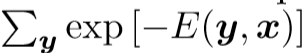 ∑_y exp [−E(y, x)]